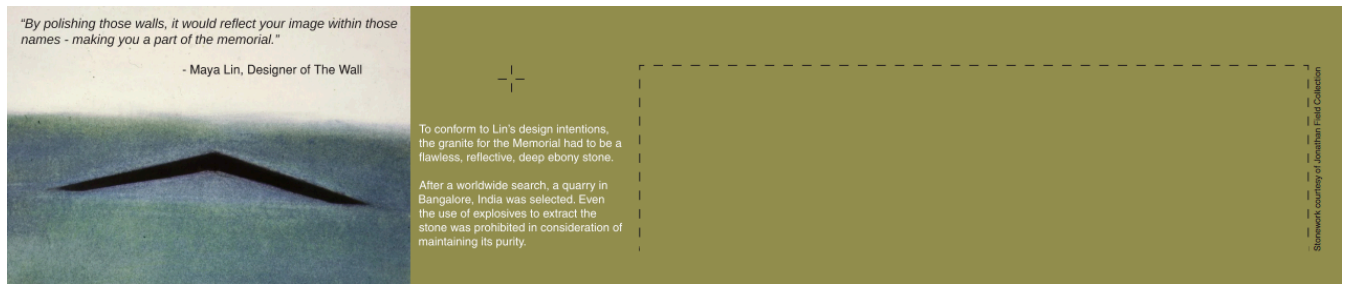 “By polishing those walls, it would reflect your image within those
names - making you a part of the memorial.”
- Maya Lin, Designer of The Wall
To conform to Lin’s design intentions,
the granite for the Memorial had to be a
flawless, reflective, deep ebony stone.
After a worldwide search, a quarry in
Bangalore, India was selected. Even
the use of explosives to extract the
stone was prohibited in consideration of
maintaining its purity.
Stonework courtesy of Jonathan Field Collection